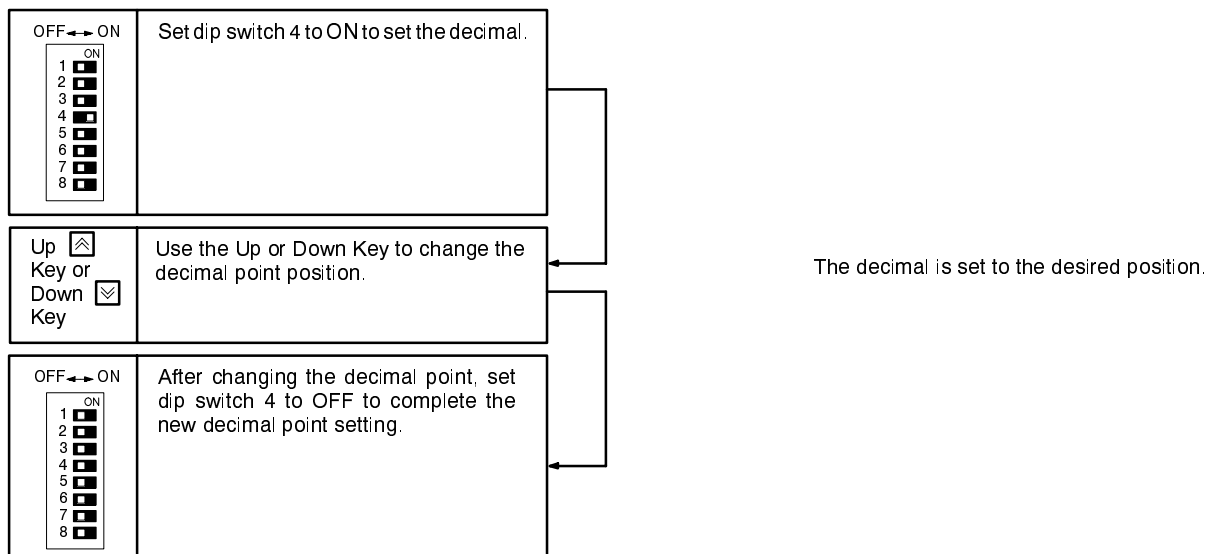 OFF ON
ON
1
2
3
4
5
6
7
8
Set dip switch 4 to ON to set the decimal.
Up
Key or
Down
Key
Use the Up or Down Key to change the
decimal point position.
The decimal is set to the desired position.
OFF ON
ON
1
2
3
4
5
6
7
8
After changing the decimal point, set
dip switch 4 to OFF to complete the
new decimal point setting.